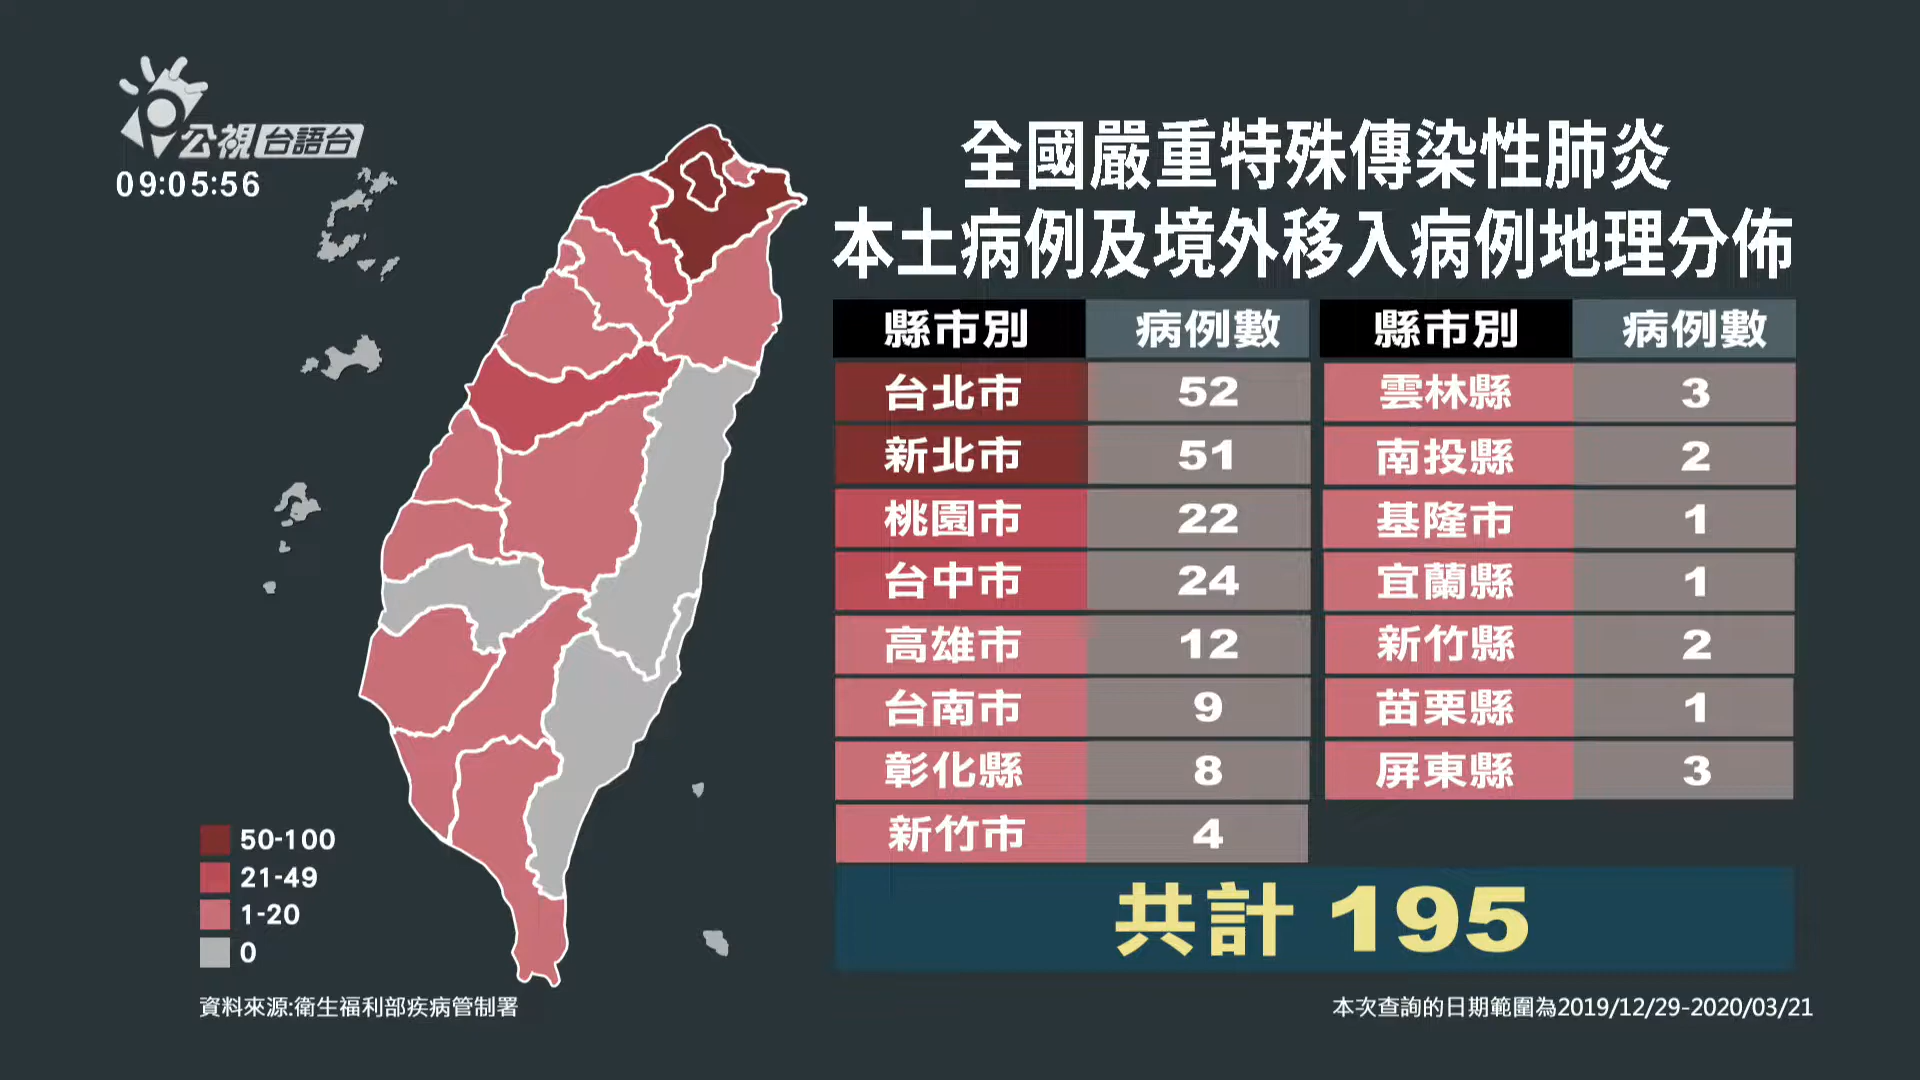 公視台語台
09:05:56
全國嚴重特殊傳染性肺炎
本土病例及境外移入病例地理分佈
縣市別 病例數 縣市別 病例數
台北市 52 雲林縣 3
新北市 51 南投縣 2
桃園市 22 基隆市 1
台中市 24 宜蘭縣 1
高雄市 12 新竹縣 2
台南市 9 苗栗縣 1
彰化縣 8 屏東縣 3
新竹市 4
共計 195
50-100
21-49
1-20
0
資料來源:衛生福利部疾病管制署
本次查詢的日期範圍為2019/12/29-2020/03/21